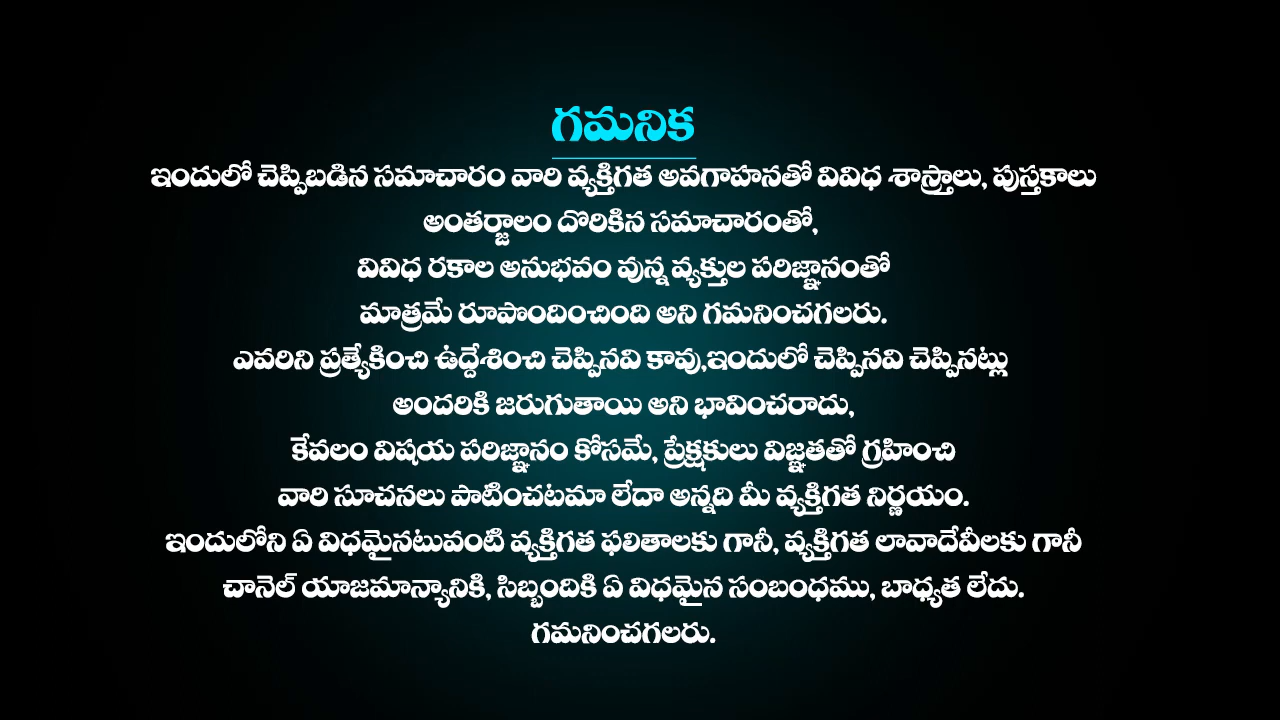 గమనిక
ఇందులో చెప్పిబడిన సమాచారం వారి వ్యక్తిగత అవగాహనతో వివిధ శాస్త్రాలు, పుస్తకాలు
అంతర్జాలం దొరికిన సమాచారంతో,
వివిధ రకాల అనుభవం వున్న వ్యక్తుల పరిజ్ఞానంతో
మాత్రమే రూపొందించింది అని గమనించగలరు.
ఎవరిని ప్రత్యేకించి ఉద్దేశించి చెప్పినవి కావు,ఇందులో చెప్పినవి చెప్పినట్లు
అందరికి జరుగుతాయి అని భావించరాదు,
కేవలం విషయ పరిజ్ఞానం కోసమే, ప్రేక్షకులు విజ్ఞతతో గ్రహించి
వారి సూచనలు పాటించటమా లేదా అన్నది మీ వ్యక్తిగత నిర్ణయం.
ఇందులోని ఏ విధమైనటువంటి వ్యక్తిగత ఫలితాలకు గానీ, వ్యక్తిగత లావాదేవీలకు గానీ
చానెల్ యాజమాన్యానికి, సిబ్బందికి ఏ విధమైన సంబంధము, బాధ్యత లేదు.
గమనించగలరు.